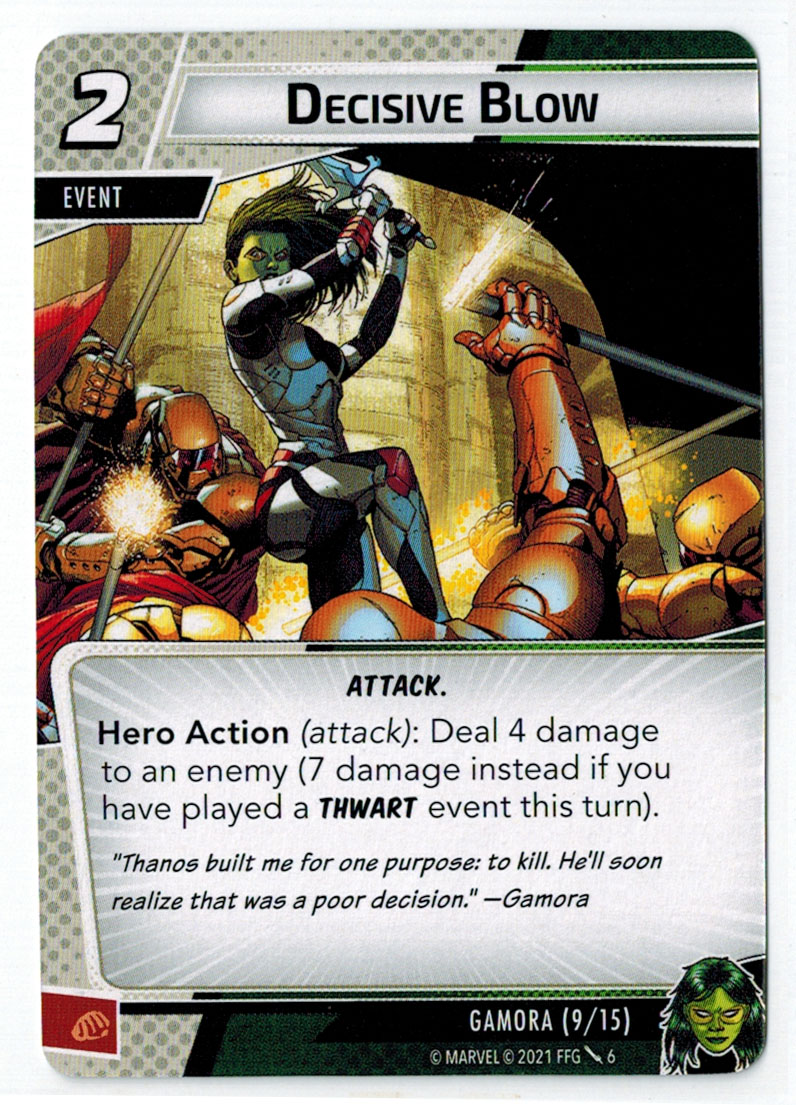 2
DECISIVE BLOW
EVENT
ATTACK.
Hero Action (attack): Deal 4 damage
to an enemy (7 damage instead if you
have played a THWART event this turn).
"Thanos built me for one purpose: to kill. He'll soon
realize that was a poor decision." —Gamora
GAMORA (9/15)
© MARVEL © 2021 FFG 6